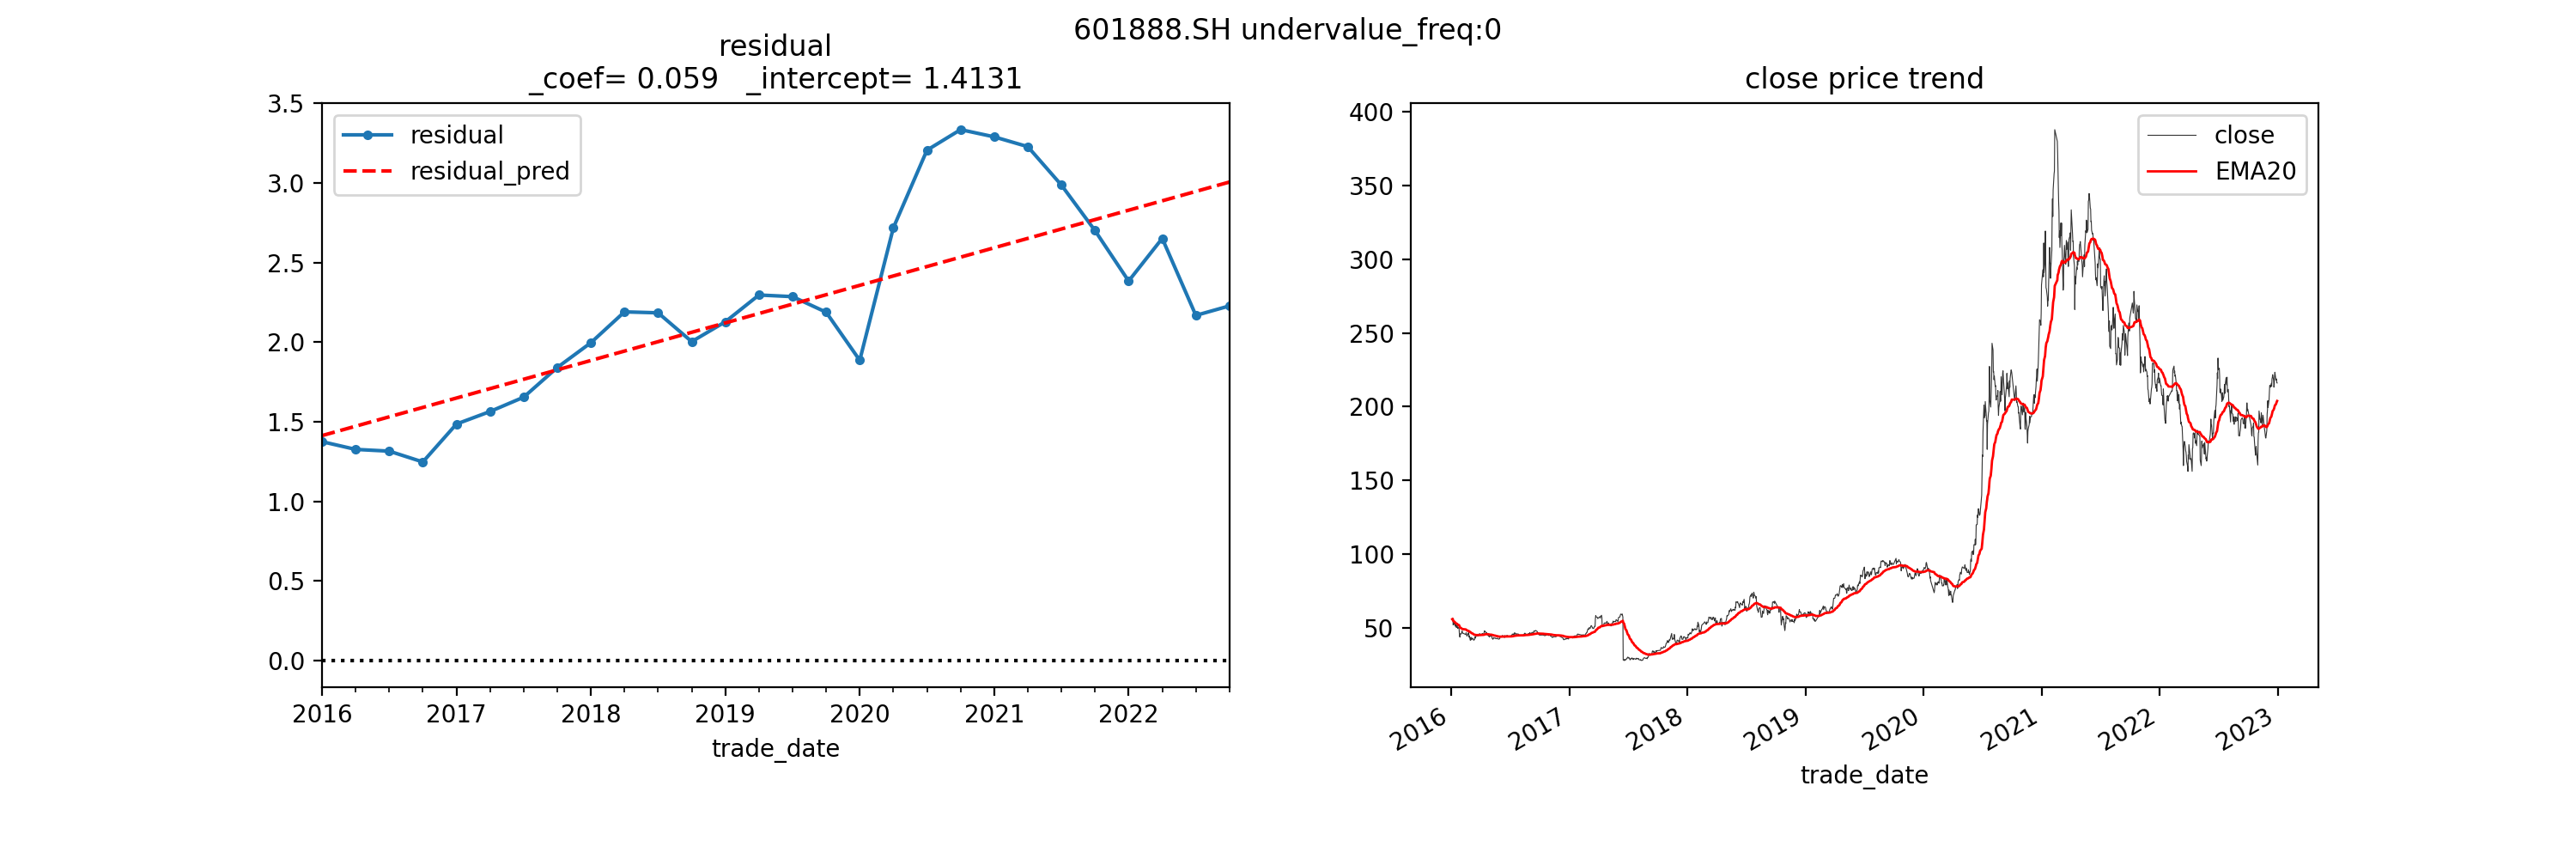 601888.SH undervalue_freq:0
residual
_coef= 0.059 _intercept= 1.4131
residual
residual_pred
3.5
3.0
2.5
2.0
1.5
1.0
0.5
0.0
2016 2017 2018 2019 2020 2021 2022
trade_date
close price trend
close
EMA20
400
350
300
250
200
150
100
50
2016 2017 2018 2019 2020 2021 2022 2023
trade_date